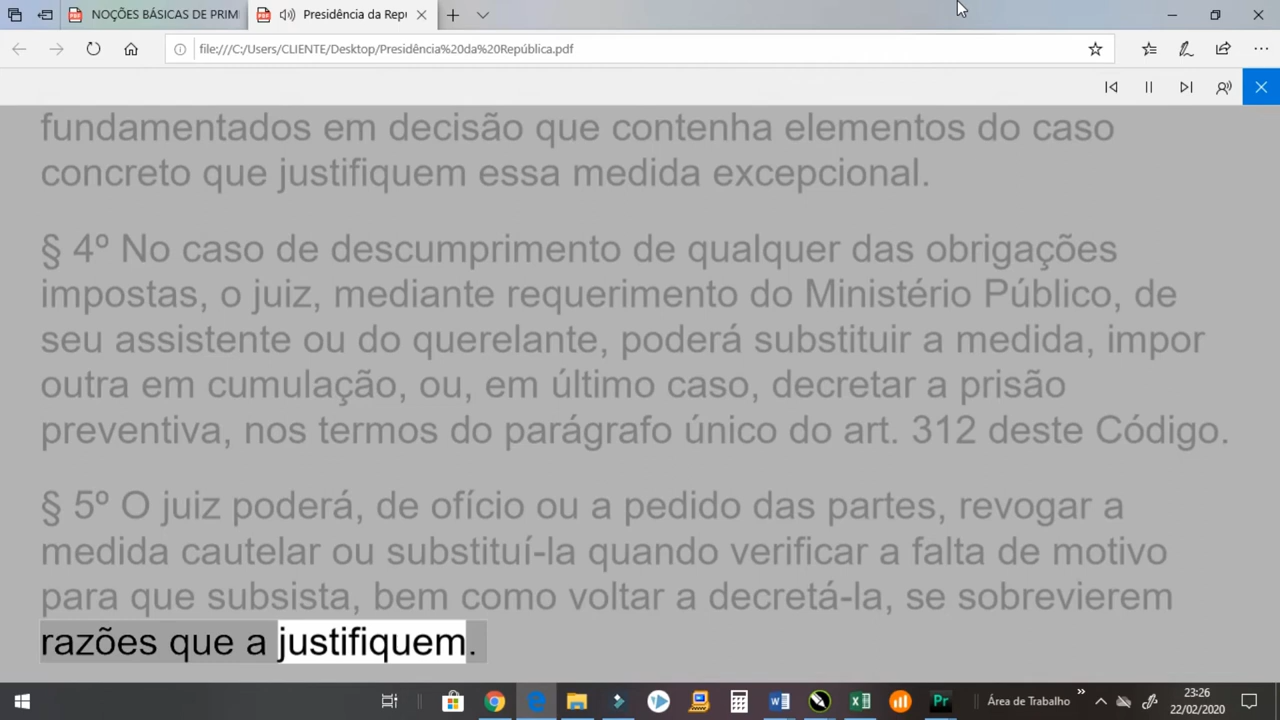 NOÇÕES BÁSICAS DE PRIM
Presidência da Repú
file:///C:/Users/CLIENTE/Desktop/Presidência%20da%20República.pdf
fundamentados em decisão que contenha elementos do caso
concreto que justifiquem essa medida excepcional.
§ 4º No caso de descumprimento de qualquer das obrigações
impostas, o juiz, mediante requerimento do Ministério Público, de
seu assistente ou do querelante, poderá substituir a medida, impor
outra em cumulação, ou, em último caso, decretar a prisão
preventiva, nos termos do parágrafo único do art. 312 deste Código.
§ 5º O juiz poderá, de ofício ou a pedido das partes, revogar a
medida cautelar ou substituí-la quando verificar a falta de motivo
para que subsista, bem como voltar a decretá-la, se sobrevierem
razões que a justifiquem.
Pr
Área de Trabalho
23:26
22/02/2020